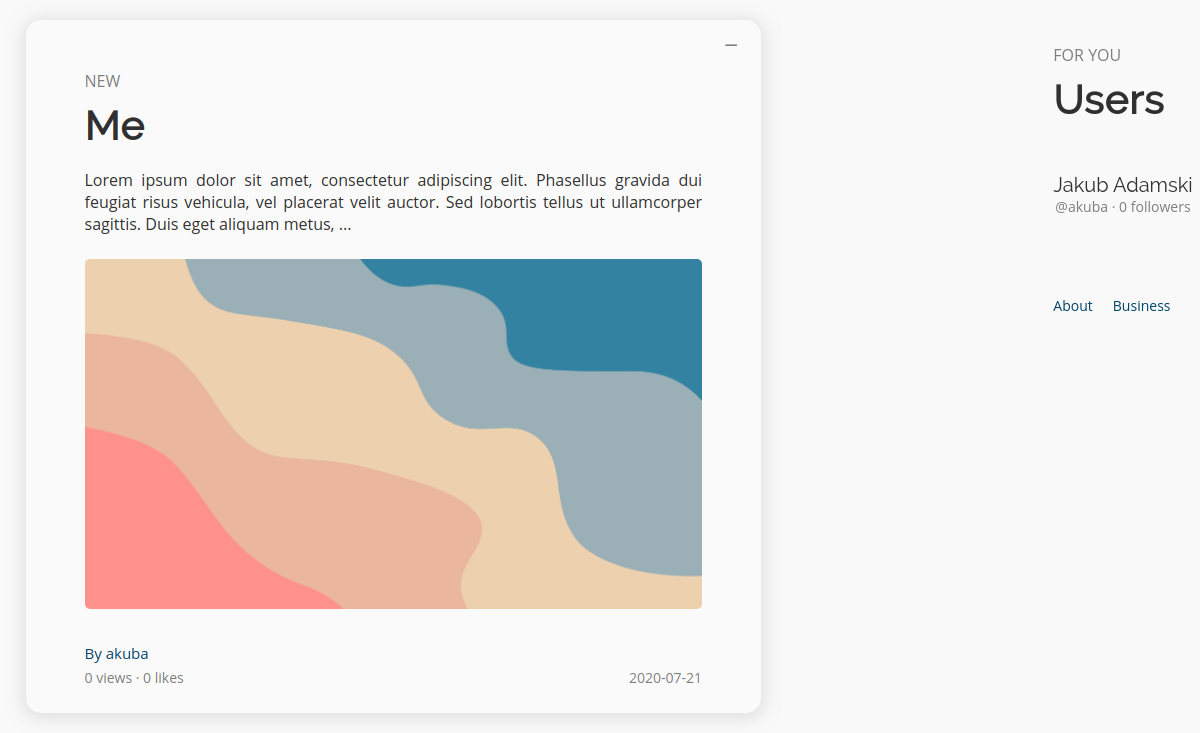 NEW
Me
Lorem ipsum dolor sit amet, consectetur adipiscing elit. Phasellus gravida dui
feugiat risus vehicula, vel placerat velit auctor. Sed lobortis tellus ut ullamcorper
sagittis. Duis eget aliquam metus, ...
By akuba
0 views · 0 likes
2020-07-21
FOR YOU
Users
Jakub Adamski
@akuba · 0 followers
About
Business